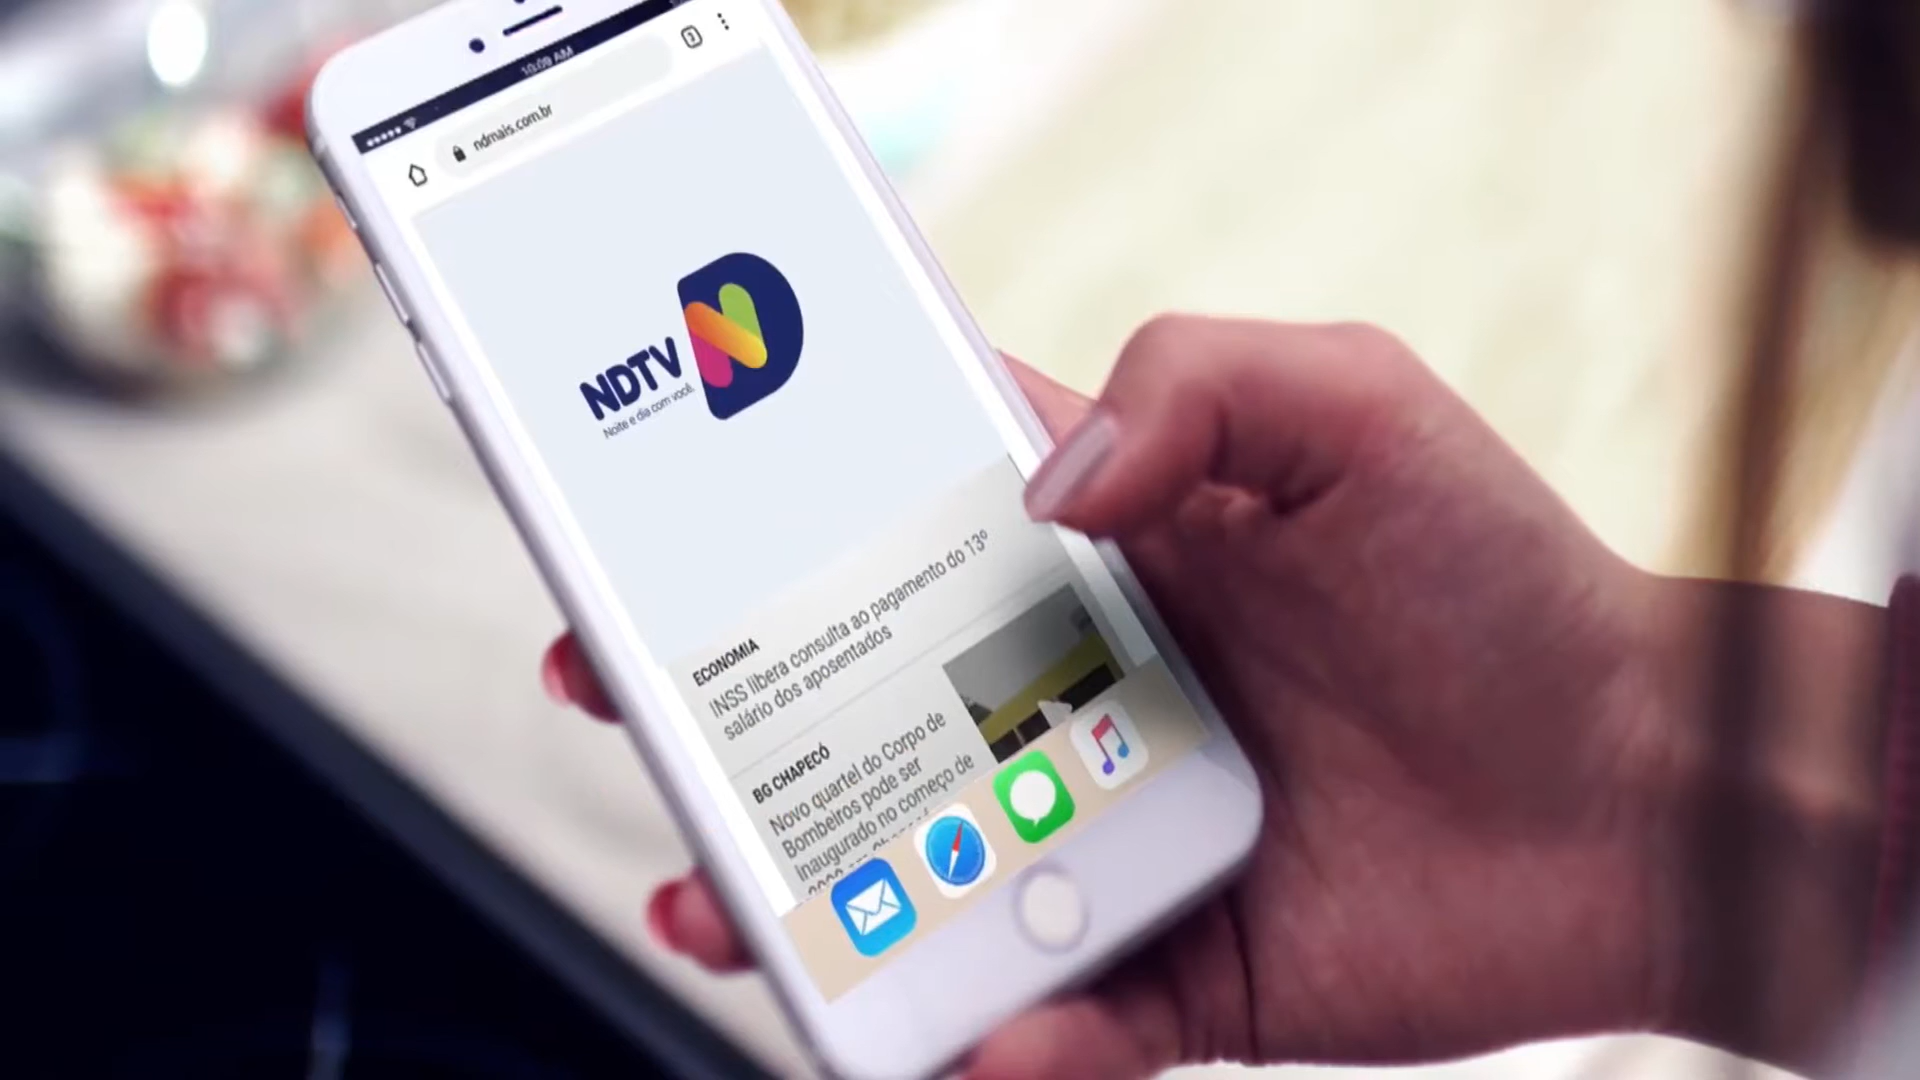 10:09 AM
ndmais.com.br
3
NDTV
Noite e dia com você.
ECONOMIA
INSS libera consulta ao pagamento do 13º
salário dos aposentados
BG CHAPECÓ
Novo quartel do Corpo de
Bombeiros pode ser
inaugurado no começo de